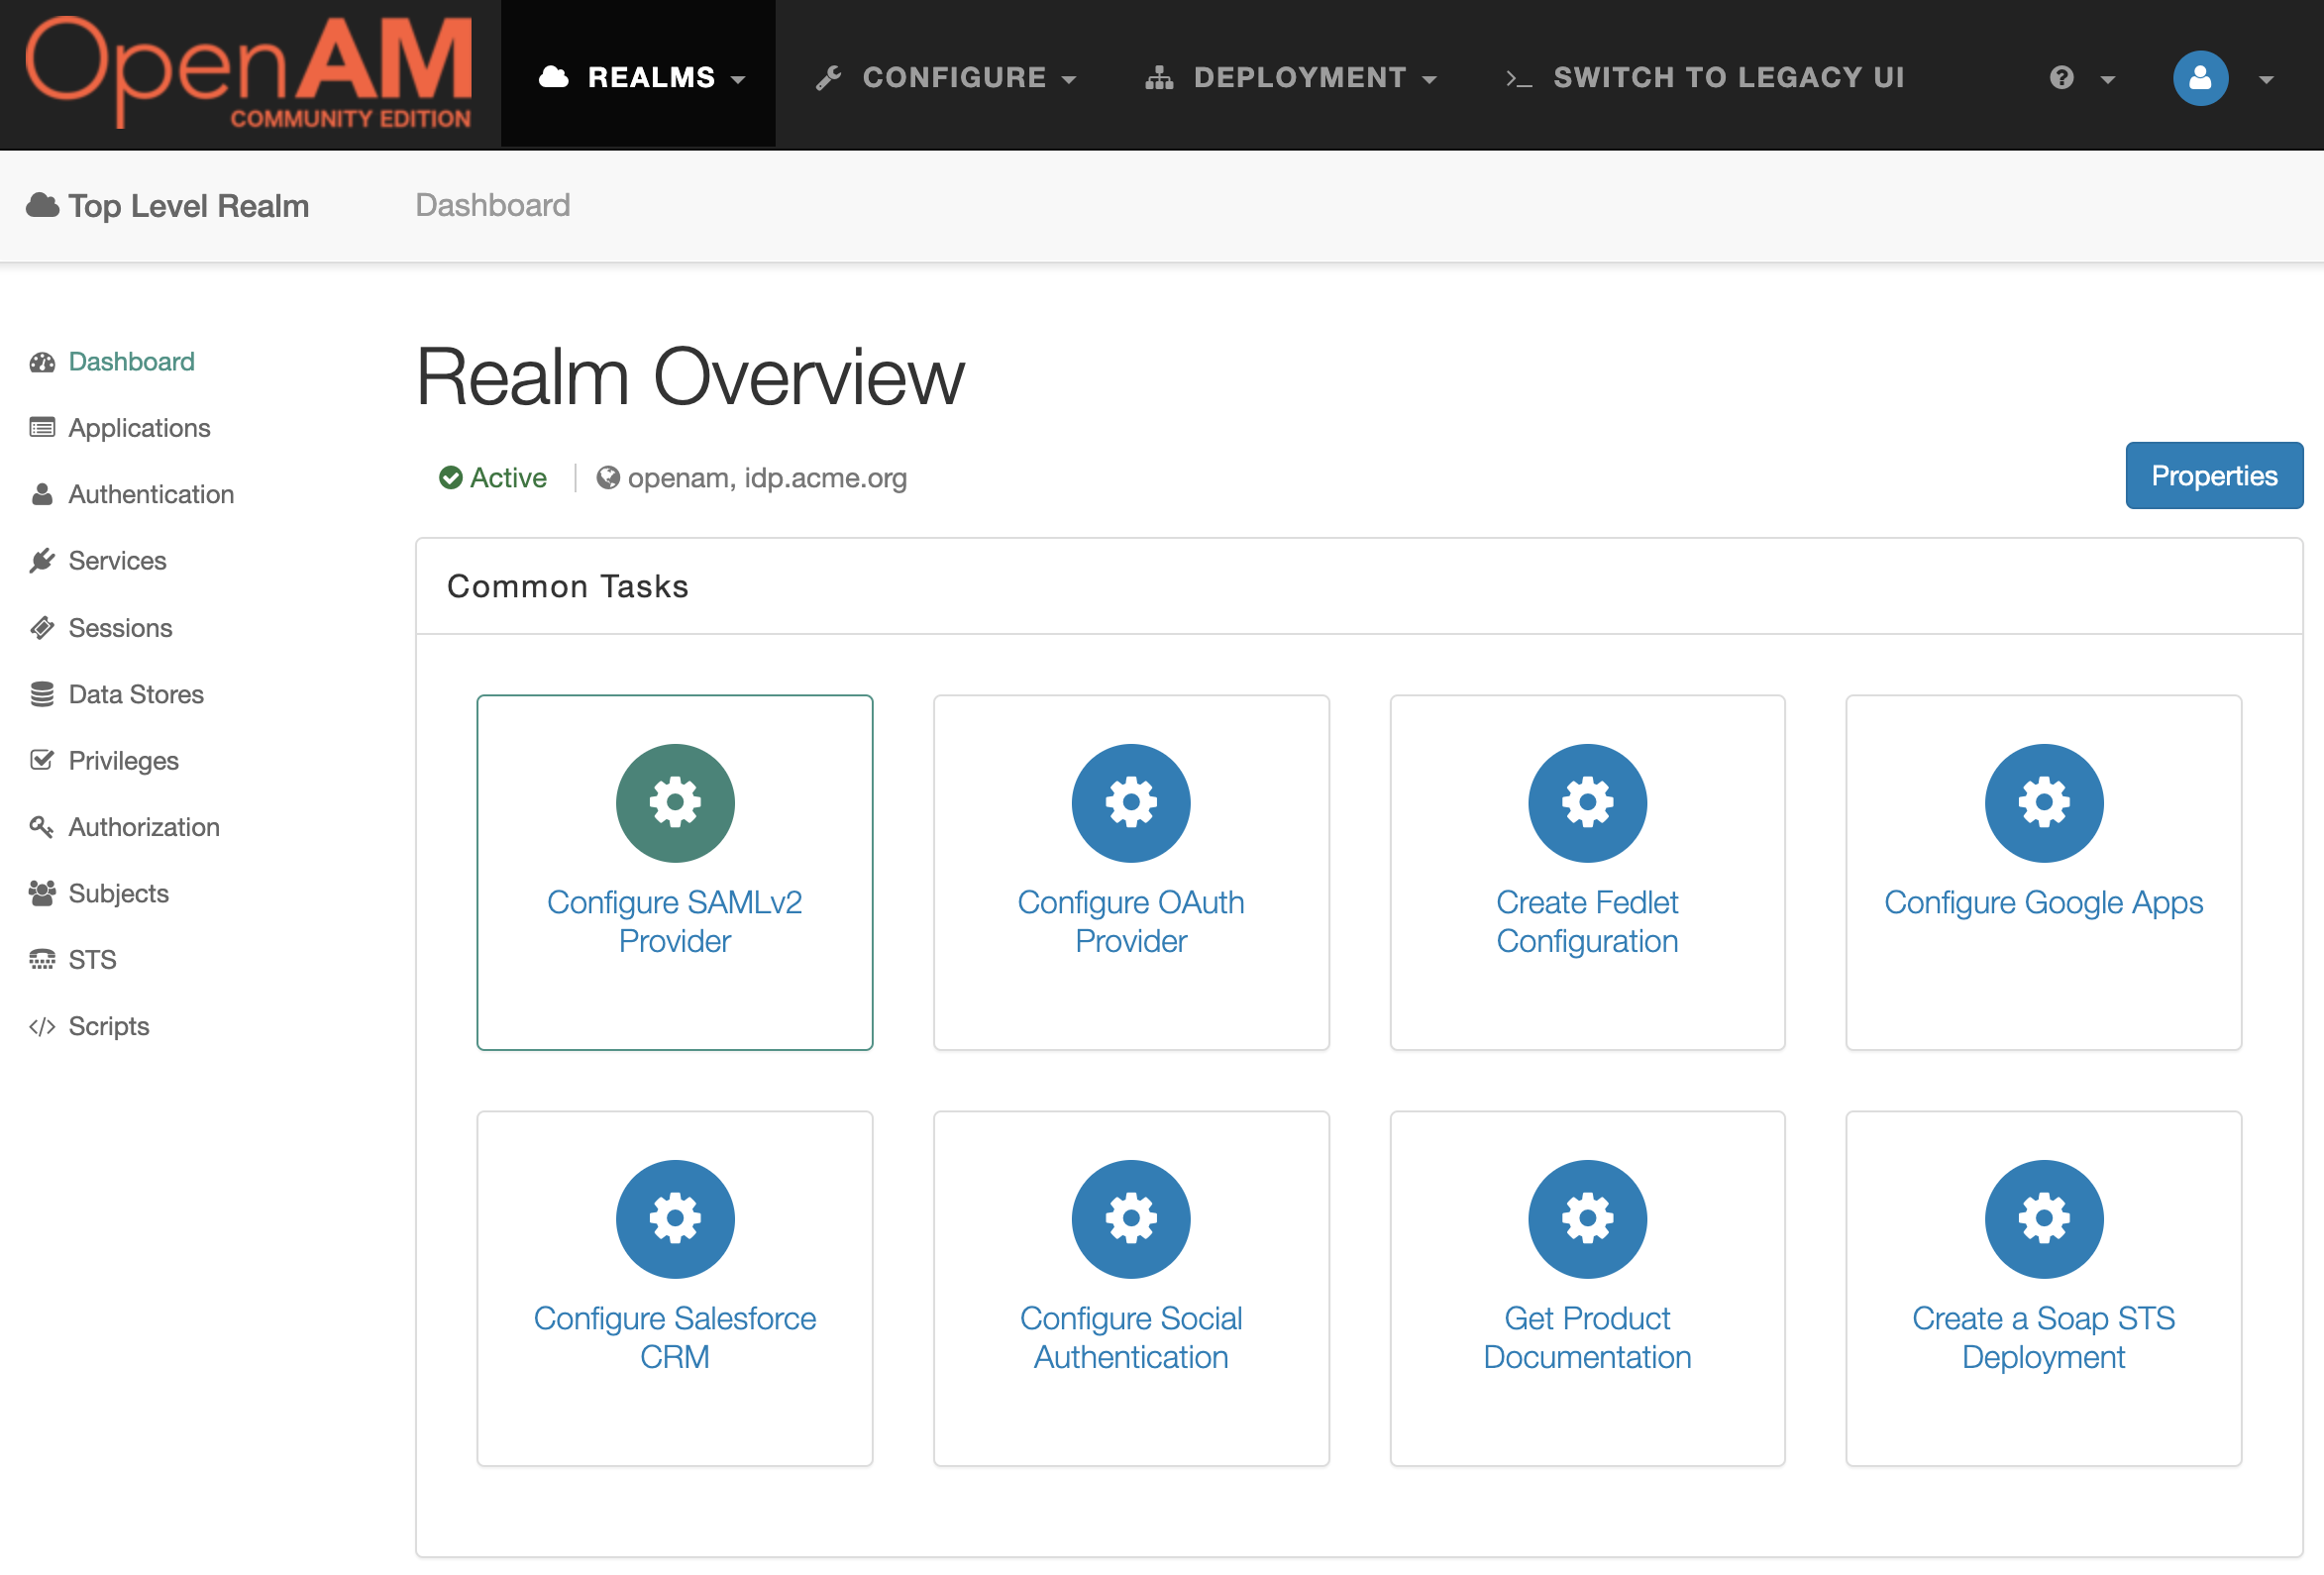 OpenAM
COMMUNITY EDITION
REALMS
CONFIGURE
DEPLOYMENT
SWITCH TO LEGACY UI
Top Level Realm
Dashboard
Dashboard
Applications
Authentication
Services
Sessions
Data Stores
Privileges
Authorization
Subjects
STS
Scripts
Realm Overview
Active
openam, idp.acme.org
Properties
Common Tasks
Configure SAMLv2
Provider
Configure OAuth
Provider
Create Fedlet
Configuration
Configure Google Apps
Configure Salesforce
CRM
Configure Social
Authentication
Get Product
Documentation
Create a Soap STS
Deployment